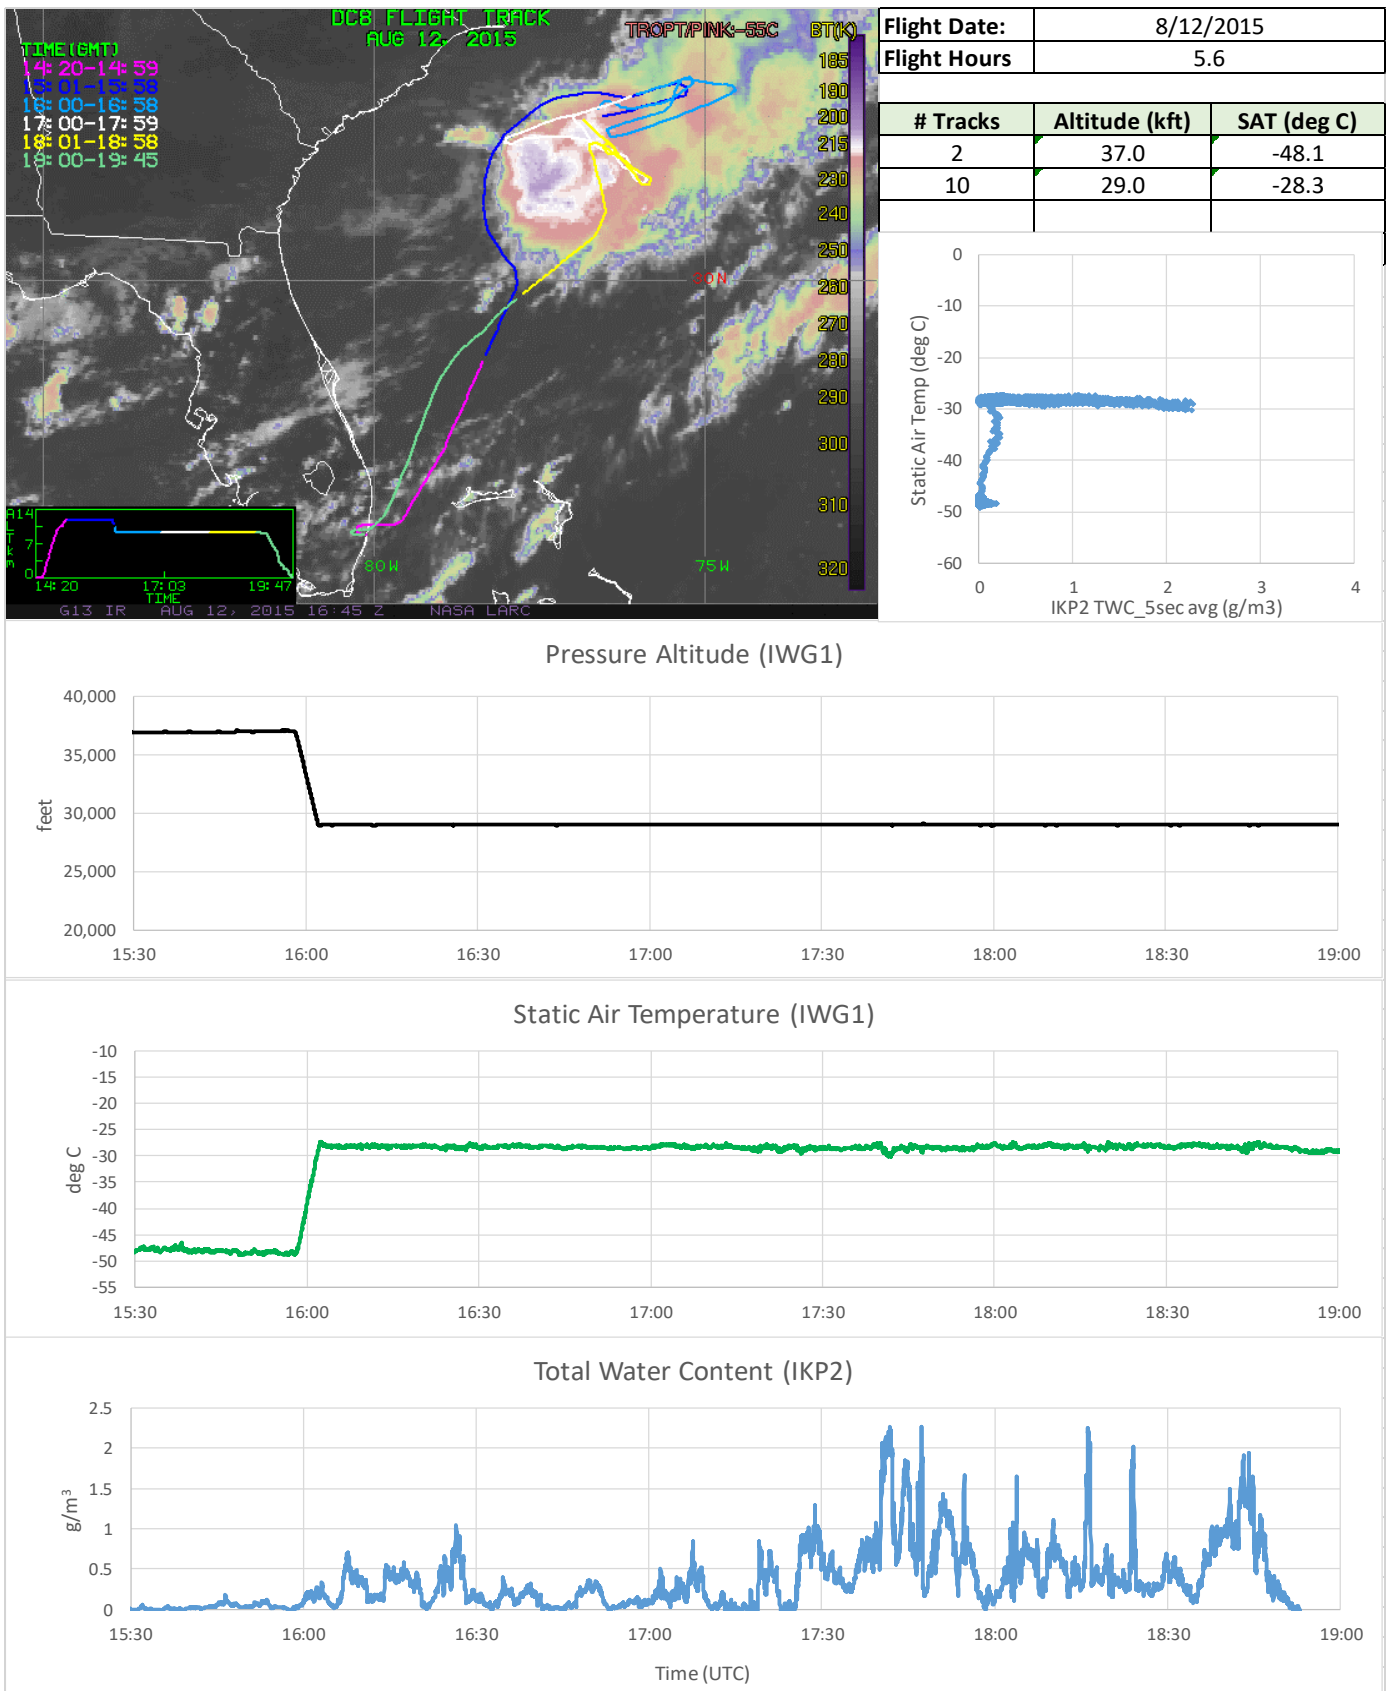 DC8 FLIGHT TRACK
AUG 12, 2015
TROPT/PINK:-55C
BT(K)
TIME(GMT)
14:20-14:59
15:01-15:58
16:00-16:58
17:00-17:59
18:01-18:58
19:00-19:45
185
190
200
215
230
240
250
260
270
280
290
300
310
320
30N
80W
75W
ALT km
14
7
0
14:20 17:03 19:47
TIME
G13 IR AUG 12, 2015 16:45 Z NASA LARC
Flight Date: 8/12/2015
Flight Hours 5.6
# Tracks Altitude (kft) SAT (deg C)
2 37.0 -48.1
10 29.0 -28.3
0
-10
-20
-30
-40
-50
-60
Static Air Temp (deg C)
0 1 2 3 4
IKP2 TWC_5sec avg (g/m3)
Pressure Altitude (IWG1)
40,000
35,000
30,000
25,000
20,000
feet
15:30 16:00 16:30 17:00 17:30 18:00 18:30 19:00
Static Air Temperature (IWG1)
-10
-15
-20
-25
-30
-35
-40
-45
-50
-55
deg C
15:30 16:00 16:30 17:00 17:30 18:00 18:30 19:00
Total Water Content (IKP2)
2.5
2
1.5
1
0.5
0
g/m³
15:30 16:00 16:30 17:00 17:30 18:00 18:30 19:00
Time (UTC)